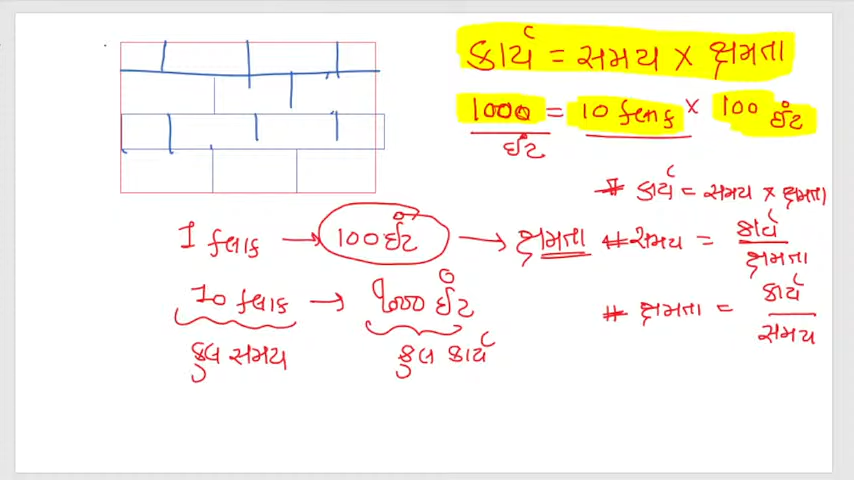 કાર્ય = સમય × ક્ષમતા
1000 = 10 કલાક × 100 ઈંટ
ઈંટ
# કાર્ય = સમય × ક્ષમતા
1 કલાક → 100 ઈંટ → ક્ષમતા
# સમય = કાર્ય / ક્ષમતા
10 કલાક → 1000 ઈંટ
# ક્ષમતા = કાર્ય / સમય
કુલ સમય
કુલ કાર્ય